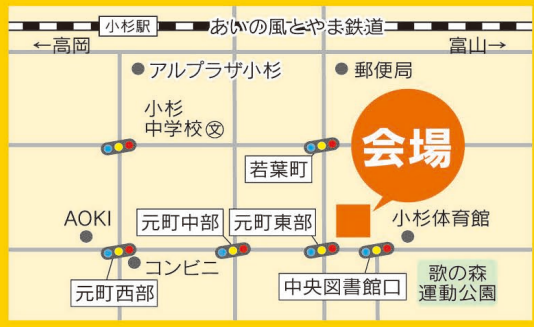 小杉駅
あいの風とやま鉄道
←高岡
富山→
アルプラザ小杉
郵便局
小杉
中学校㉆
会場
若葉町
AOKI
元町中部
元町東部
小杉体育館
コンビニ
元町西部
中央図書館口
歌の森
運動公園